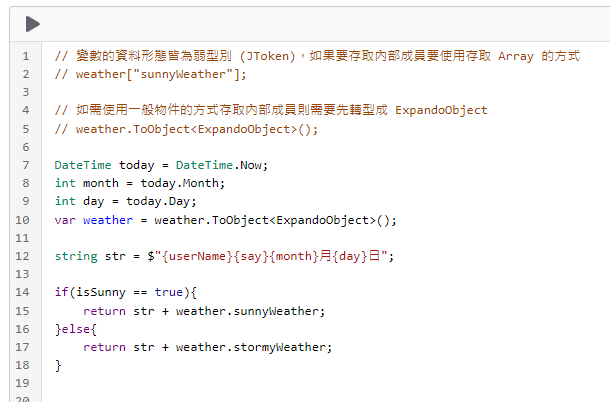 1 // 變數的資料形態皆為弱型別 (JToken)，如果要存取內部成員要使用存取 Array 的方式
2 // weather["sunnyWeather"];
3
4 // 如需使用一般物件的方式存取內部成員則需要先轉型成 ExpandoObject
5 // weather.ToObject<ExpandoObject>();
6
7 DateTime today = DateTime.Now;
8 int month = today.Month;
9 int day = today.Day;
10 var weather = weather.ToObject<ExpandoObject>();
11
12 string str = $"{userName}{say}{month}月{day}日";
13
14 if(isSunny == true){
15     return str + weather.sunnyWeather;
16 }else{
17     return str + weather.stormyWeather;
18 }
19
20